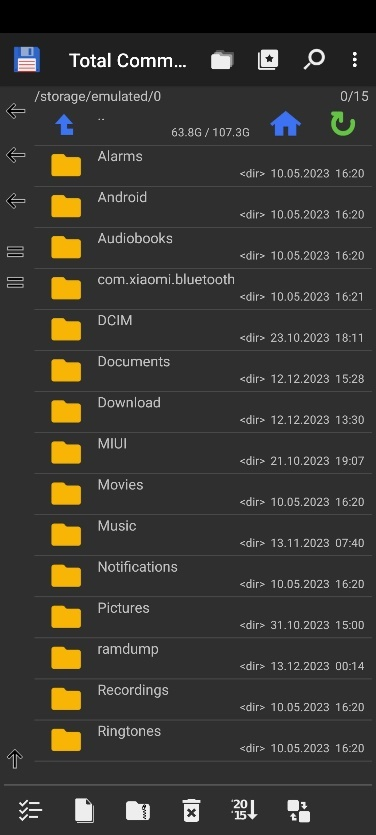 Total Comm...
/storage/emulated/0 0/15
..
63.8G / 107.3G
Alarms
<dir> 10.05.2023 16:20
Android
<dir> 10.05.2023 16:20
Audiobooks
<dir> 10.05.2023 16:20
com.xiaomi.bluetooth
<dir> 10.05.2023 16:21
DCIM
<dir> 23.10.2023 18:11
Documents
<dir> 12.12.2023 15:28
Download
<dir> 12.12.2023 13:30
MIUI
<dir> 21.10.2023 19:07
Movies
<dir> 10.05.2023 16:20
Music
<dir> 13.11.2023 07:40
Notifications
<dir> 10.05.2023 16:20
Pictures
<dir> 31.10.2023 15:00
ramdump
<dir> 13.12.2023 00:14
Recordings
<dir> 10.05.2023 16:20
Ringtones
<dir> 10.05.2023 16:20
'20
'15